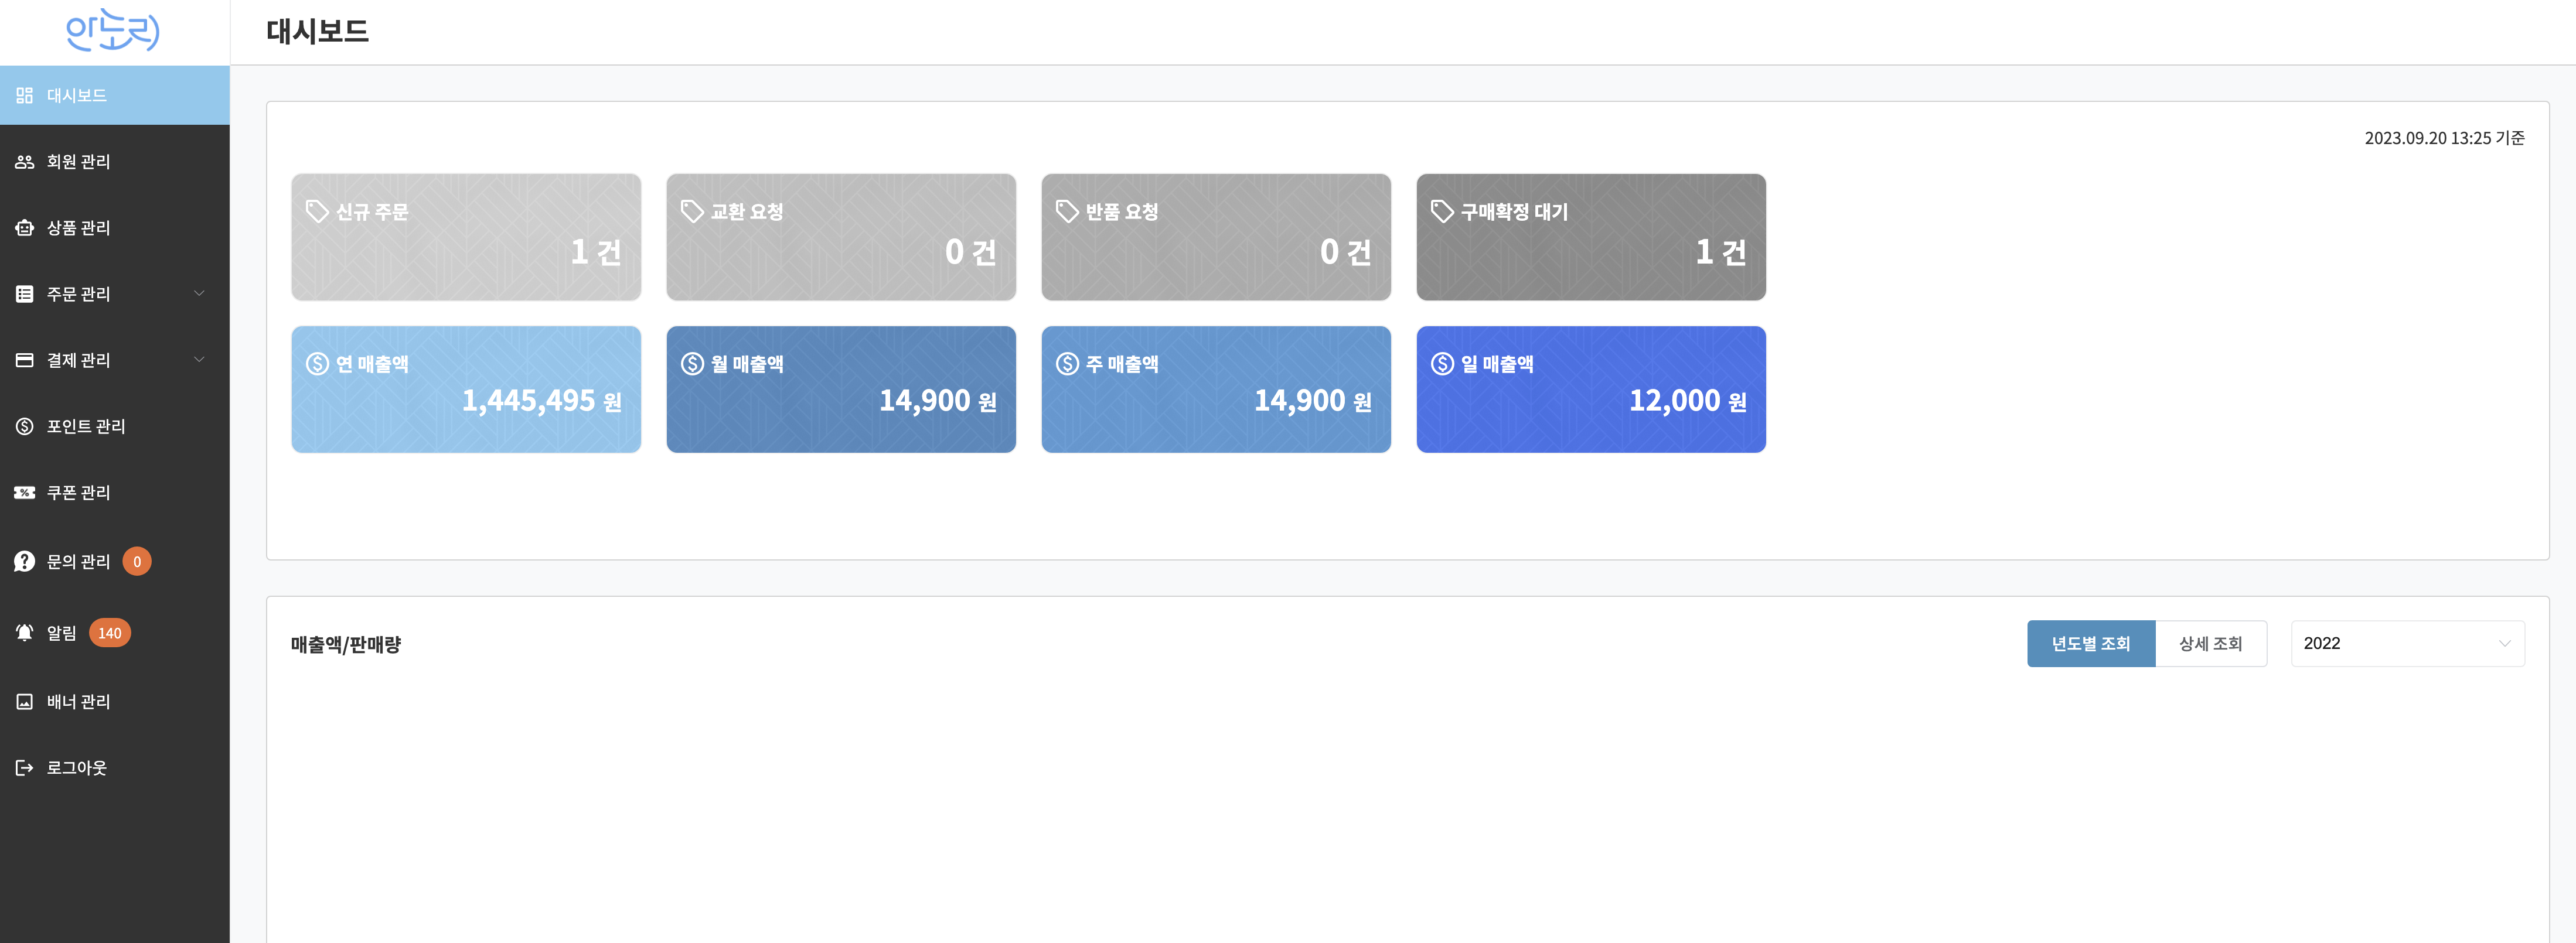 안노리
대시보드
대시보드
회원 관리
상품 관리
주문 관리
결제 관리
포인트 관리
쿠폰 관리
문의 관리 0
알림 140
배너 관리
로그아웃
2023.09.20 13:25 기준
신규 주문
1 건
교환 요청
0 건
반품 요청
0 건
구매확정 대기
1 건
연 매출액
1,445,495 원
월 매출액
14,900 원
주 매출액
14,900 원
일 매출액
12,000 원
매출액/판매량
년도별 조회
상세 조회
2022